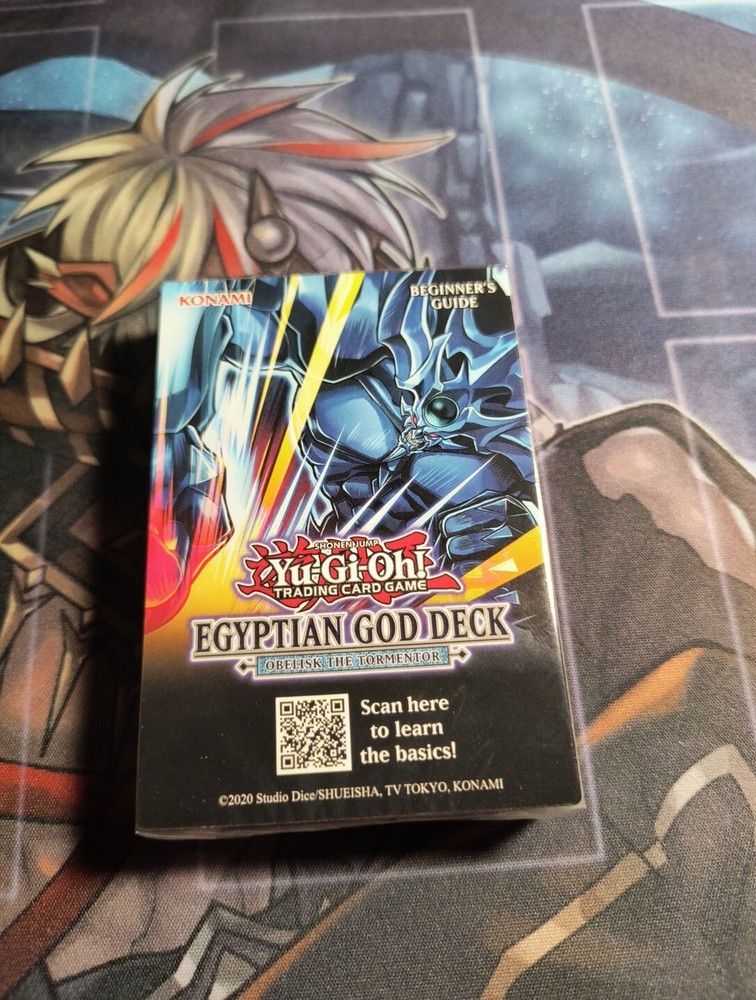 KONAMI
BEGINNER'S
GUIDE
SHONEN JUMP
Yu-Gi-Oh!
TRADING CARD GAME
EGYPTIAN GOD DECK
OBELISK THE TORMENTOR
Scan here
to learn
the basics!
©2020 Studio Dice/SHUEISHA, TV TOKYO, KONAMI